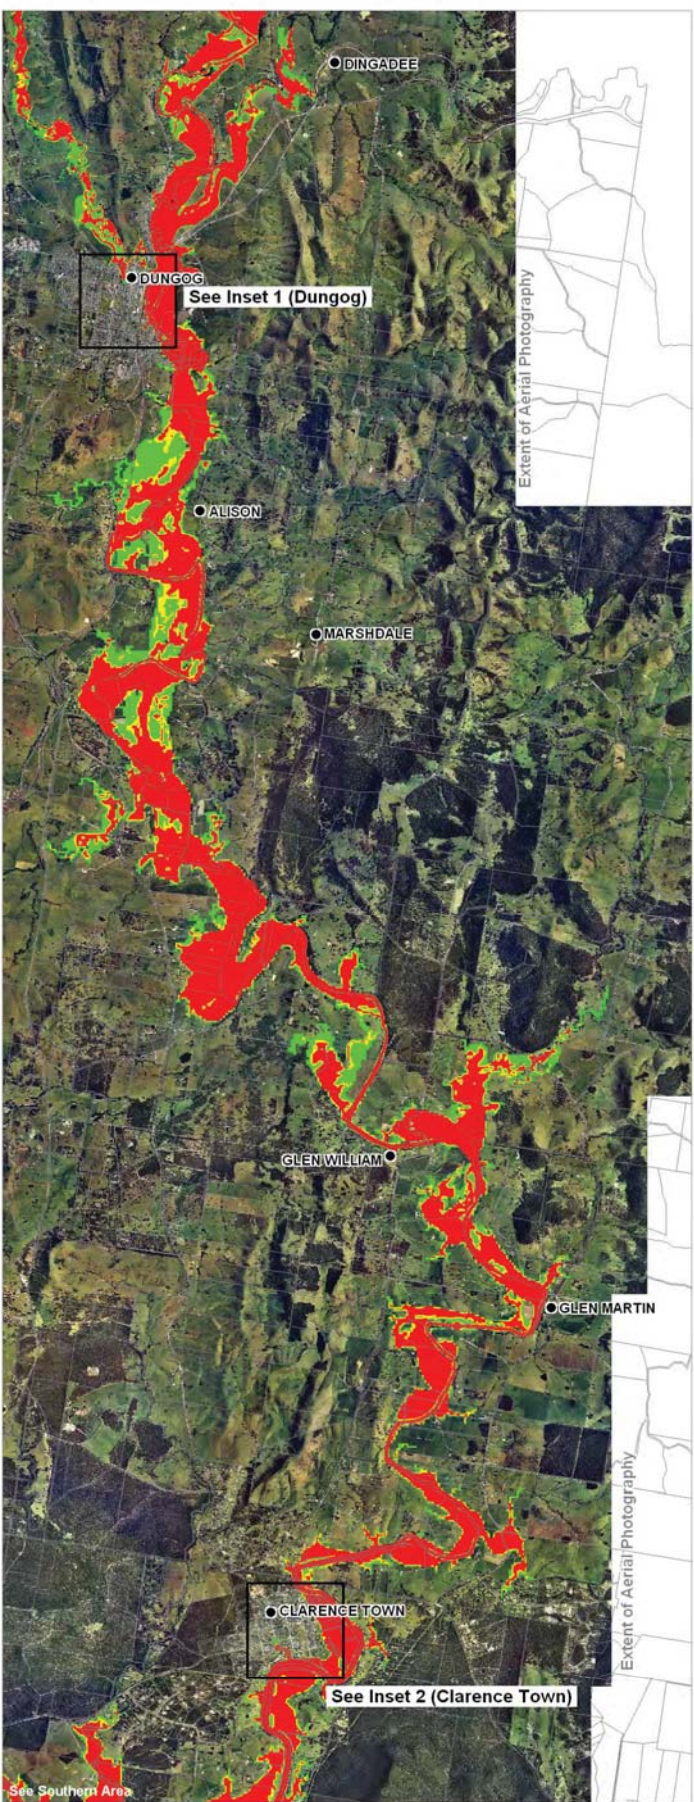 DINGADEE
DUNGOG
See Inset 1 (Dungog)
Extent of Aerial Photography
ALISON
MARSHDALE
GLEN WILLIAM
GLEN MARTIN
Extent of Aerial Photography
CLARENCE TOWN
See Inset 2 (Clarence Town)
See Southern Area